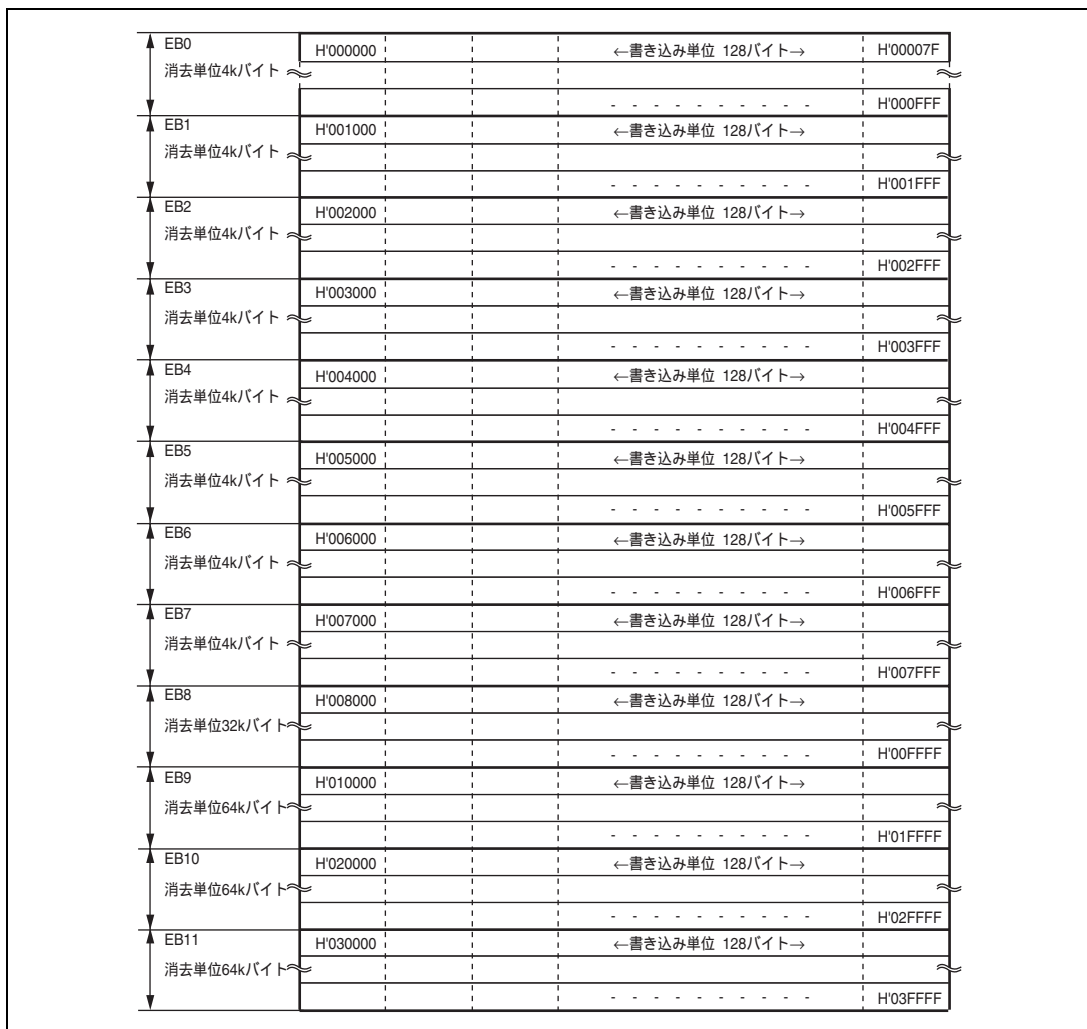 EB0
H'000000 ←書き込み単位 128バイト→ H'00007F
消去単位4kバイト
- - - - - - - - - - H'000FFF
EB1
H'001000 ←書き込み単位 128バイト→
消去単位4kバイト
- - - - - - - - - - H'001FFF
EB2
H'002000 ←書き込み単位 128バイト→
消去単位4kバイト
- - - - - - - - - - H'002FFF
EB3
H'003000 ←書き込み単位 128バイト→
消去単位4kバイト
- - - - - - - - - - H'003FFF
EB4
H'004000 ←書き込み単位 128バイト→
消去単位4kバイト
- - - - - - - - - - H'004FFF
EB5
H'005000 ←書き込み単位 128バイト→
消去単位4kバイト
- - - - - - - - - - H'005FFF
EB6
H'006000 ←書き込み単位 128バイト→
消去単位4kバイト
- - - - - - - - - - H'006FFF
EB7
H'007000 ←書き込み単位 128バイト→
消去単位4kバイト
- - - - - - - - - - H'007FFF
EB8
H'008000 ←書き込み単位 128バイト→
消去単位32kバイト
- - - - - - - - - - H'00FFFF
EB9
H'010000 ←書き込み単位 128バイト→
消去単位64kバイト
- - - - - - - - - - H'01FFFF
EB10
H'020000 ←書き込み単位 128バイト→
消去単位64kバイト
- - - - - - - - - - H'02FFFF
EB11
H'030000 ←書き込み単位 128バイト→
消去単位64kバイト
- - - - - - - - - - H'03FFFF